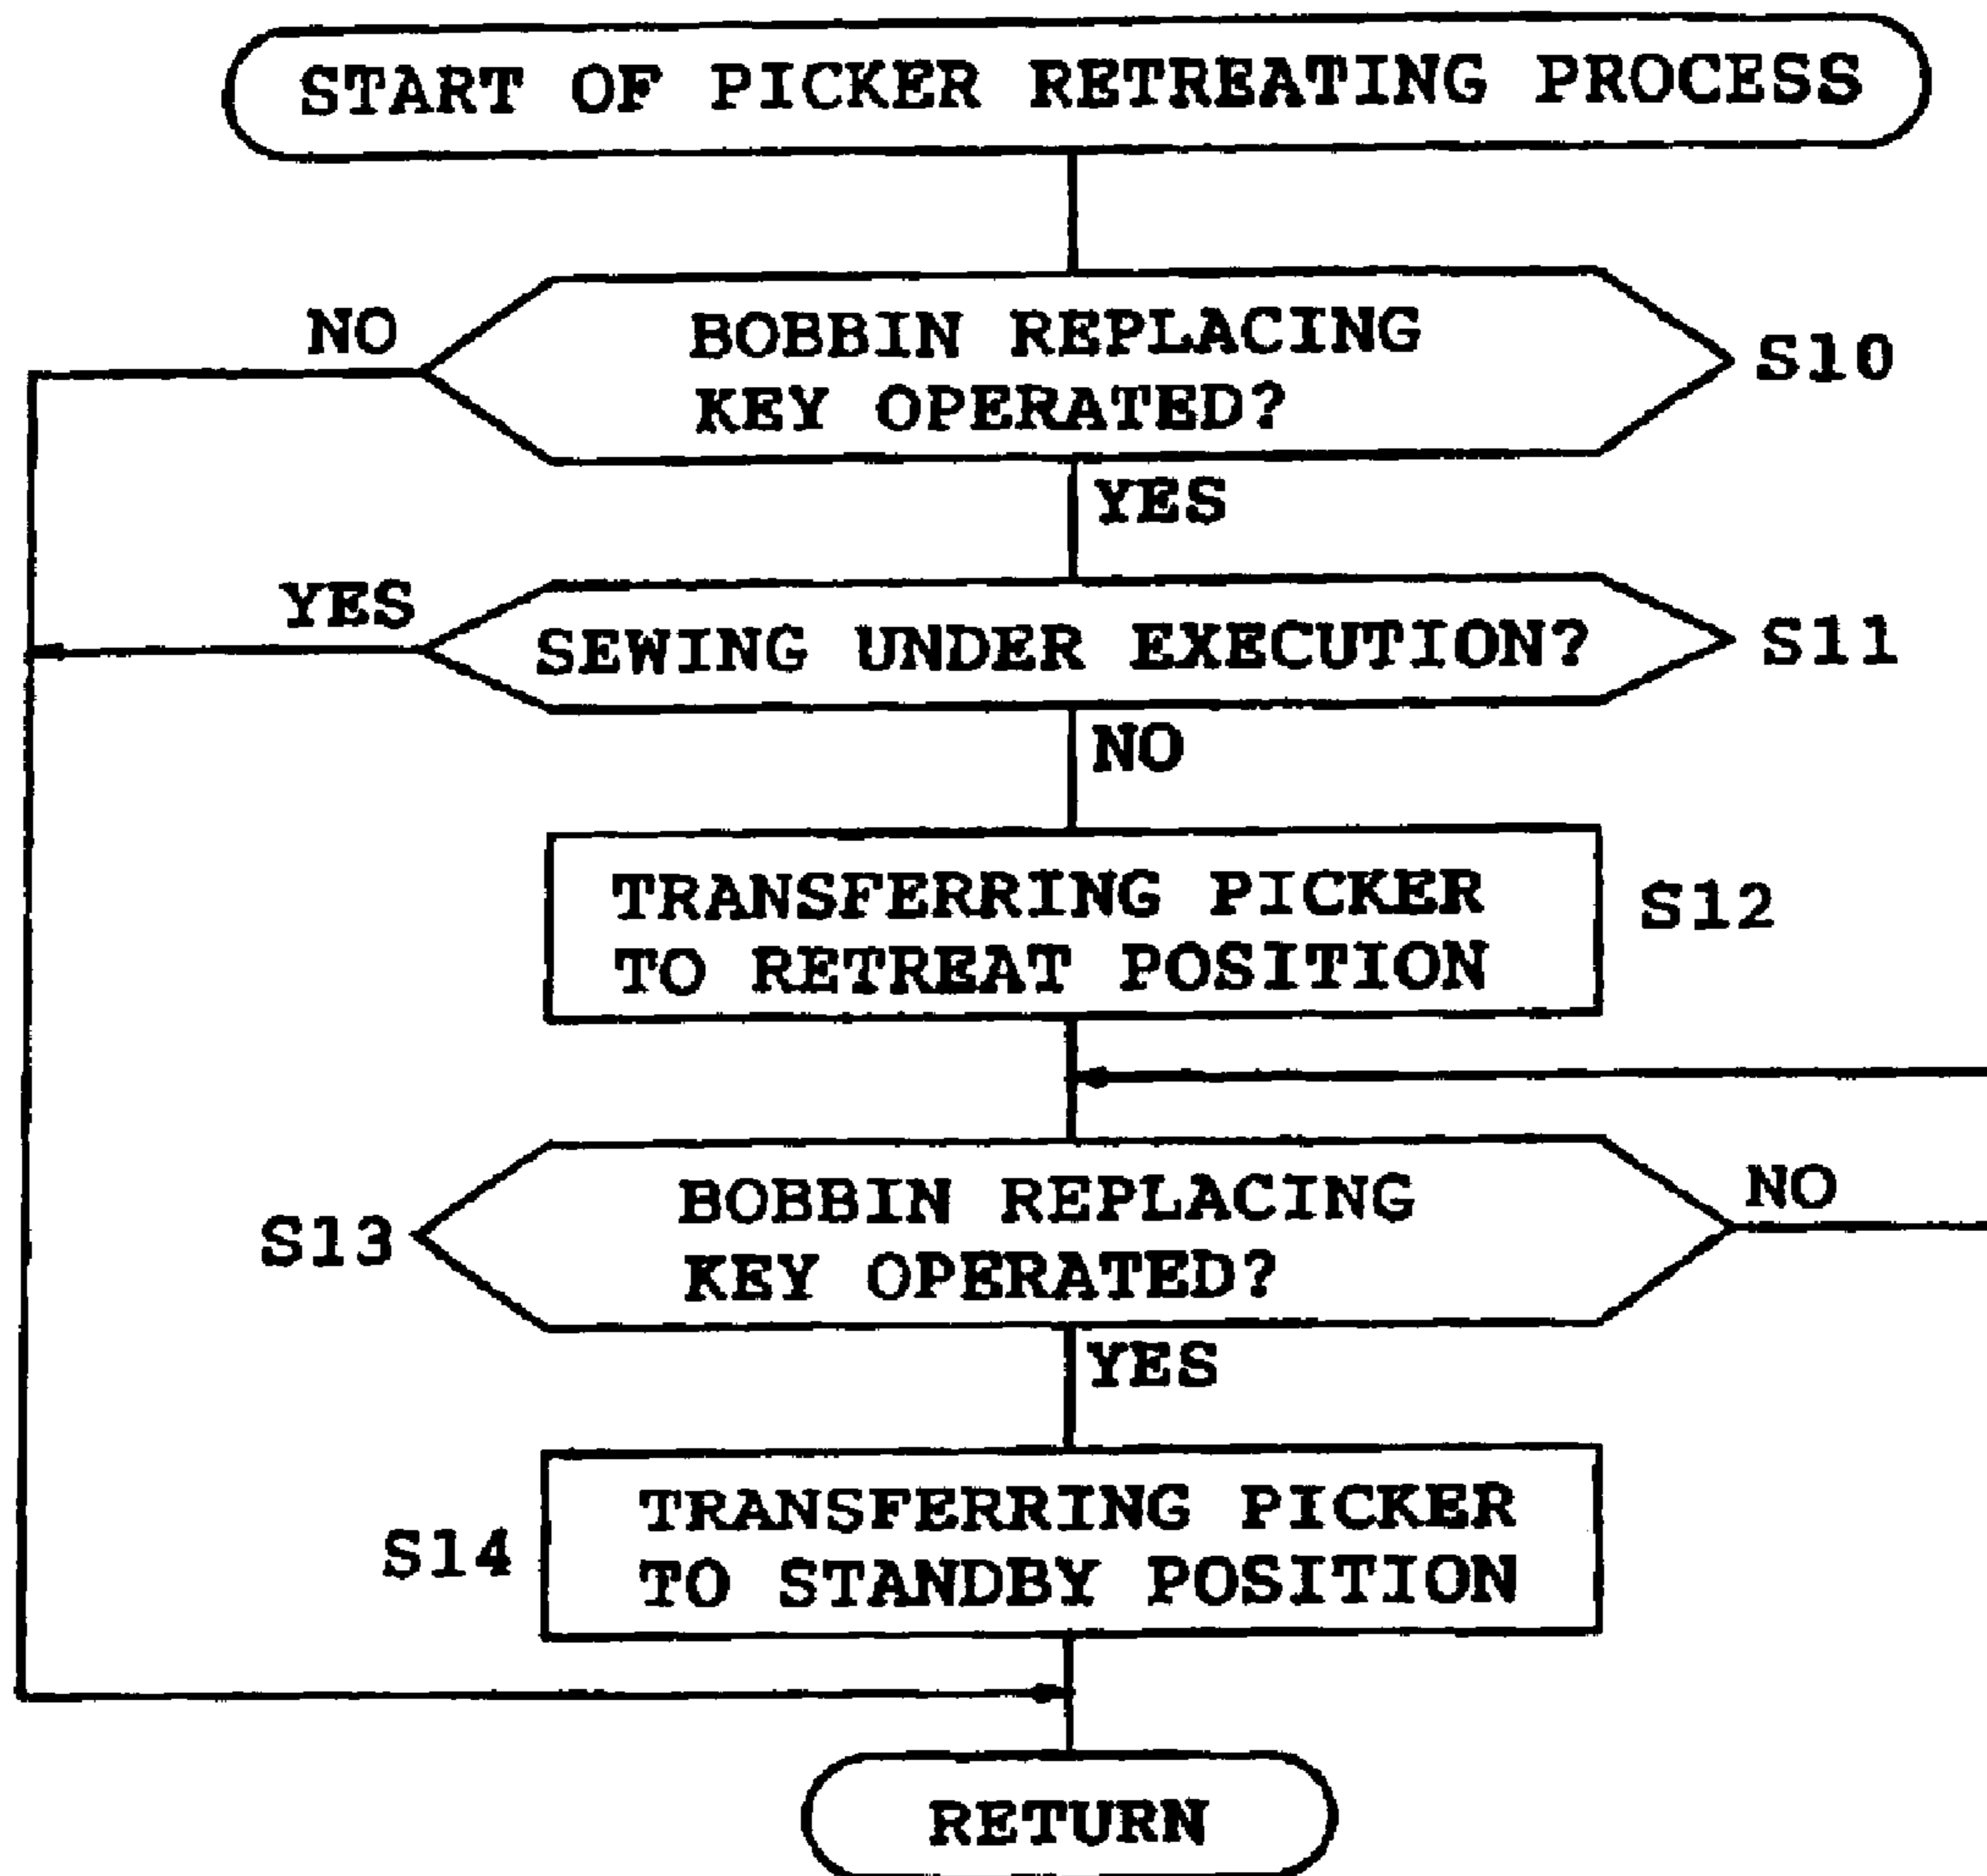 START OF PICKER RETREATING PROCESS
NO
BOBBIN REPLACING
KEY OPERATED?
S10
YES
YES
SEWING UNDER EXECUTION?
S11
NO
TRANSFERRING PICKER
TO RETREAT POSITION
S12
BOBBIN REPLACING
KEY OPERATED?
NO
S13
YES
TRANSFERRING PICKER
TO STANDBY POSITION
S14
RETURN